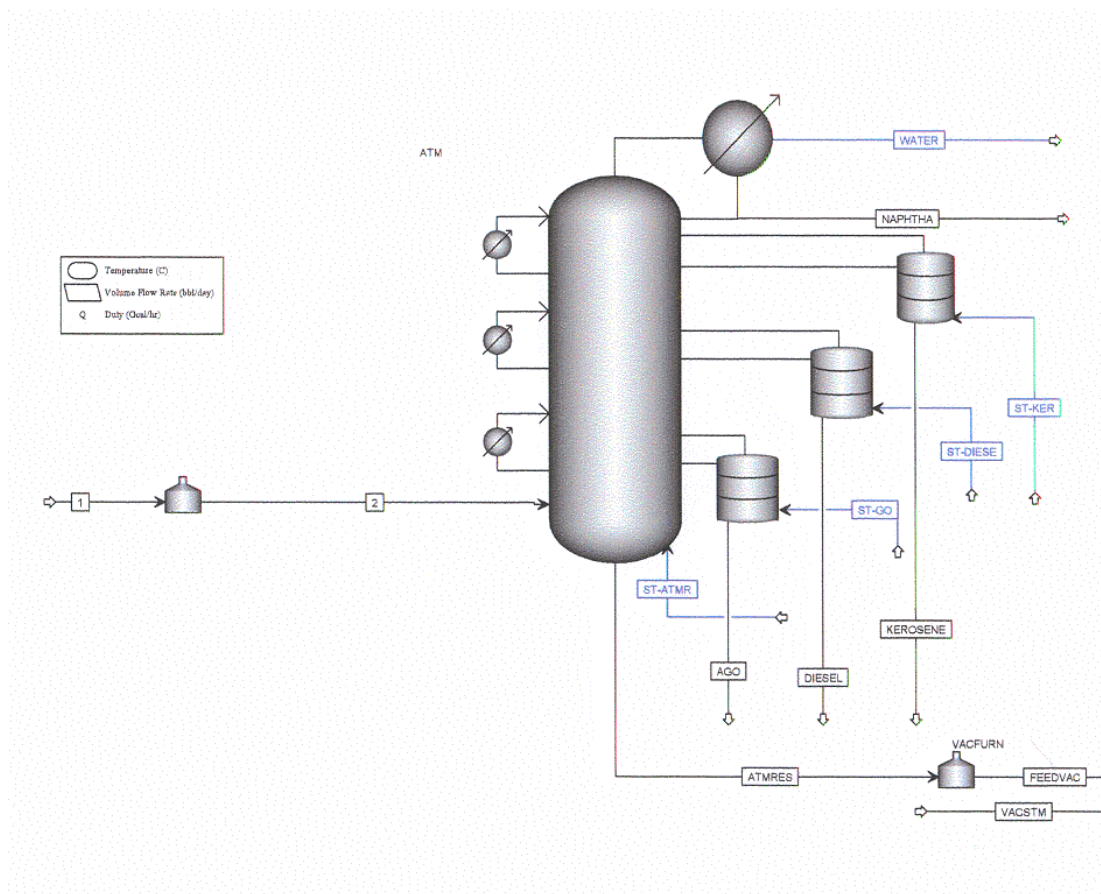 WATER
ATM
NAPHTHA
Temperature (C)
Volume Flow Rate (bbl/day)
Q Duty (Gcal/hr)
ST-KER
ST-DIESE
1
2
ST-GO
ST-ATMR
KEROSENE
AGO
DIESEL
VACFURN
ATMRES
FEEDVAC
VACSTM